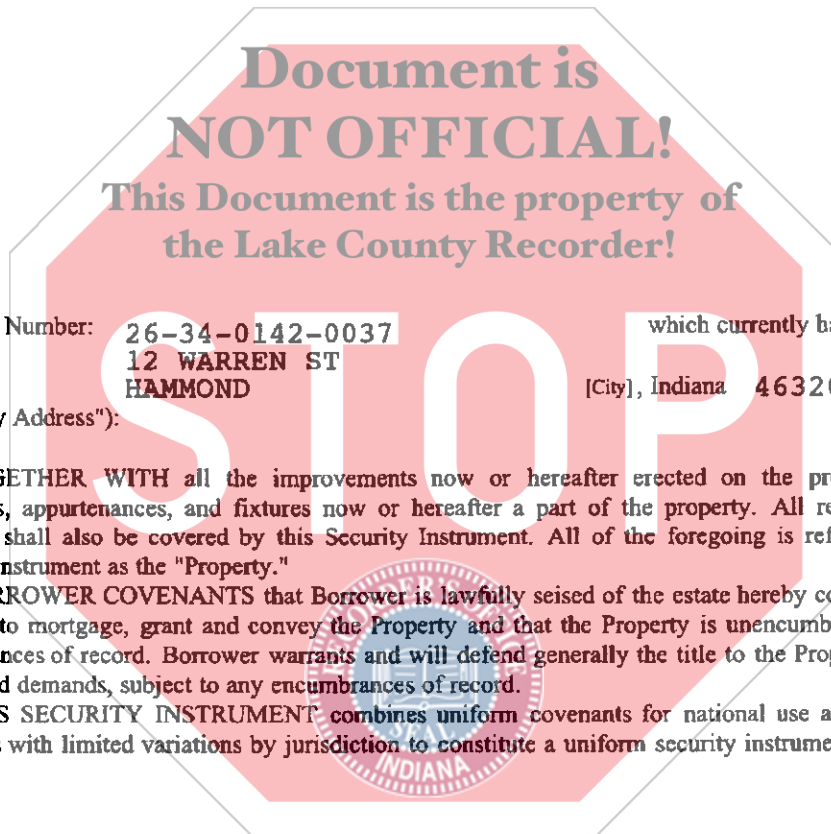 Document is
NOT OFFICIAL!
This Document is the property of
the Lake County Recorder!
STOP
Number: 26-34-0142-0037 which currently ha
12 WARREN ST
HAMMOND [City], Indiana 46320
y Address"):
GETHER WITH all the improvements now or hereafter erected on the pr
s, appurtenances, and fixtures now or hereafter a part of the property. All re
shall also be covered by this Security Instrument. All of the foregoing is ref
nstrument as the "Property."
RROWER COVENANTS that Borrower is lawfully seised of the estate hereby co
to mortgage, grant and convey the Property and that the Property is unencumb
nces of record. Borrower warrants and will defend generally the title to the Prop
d demands, subject to any encumbrances of record.
S SECURITY INSTRUMENT combines uniform covenants for national use a
s with limited variations by jurisdiction to constitute a uniform security instrume
RECORDER'S OFFICE
SEAL
INDIANA